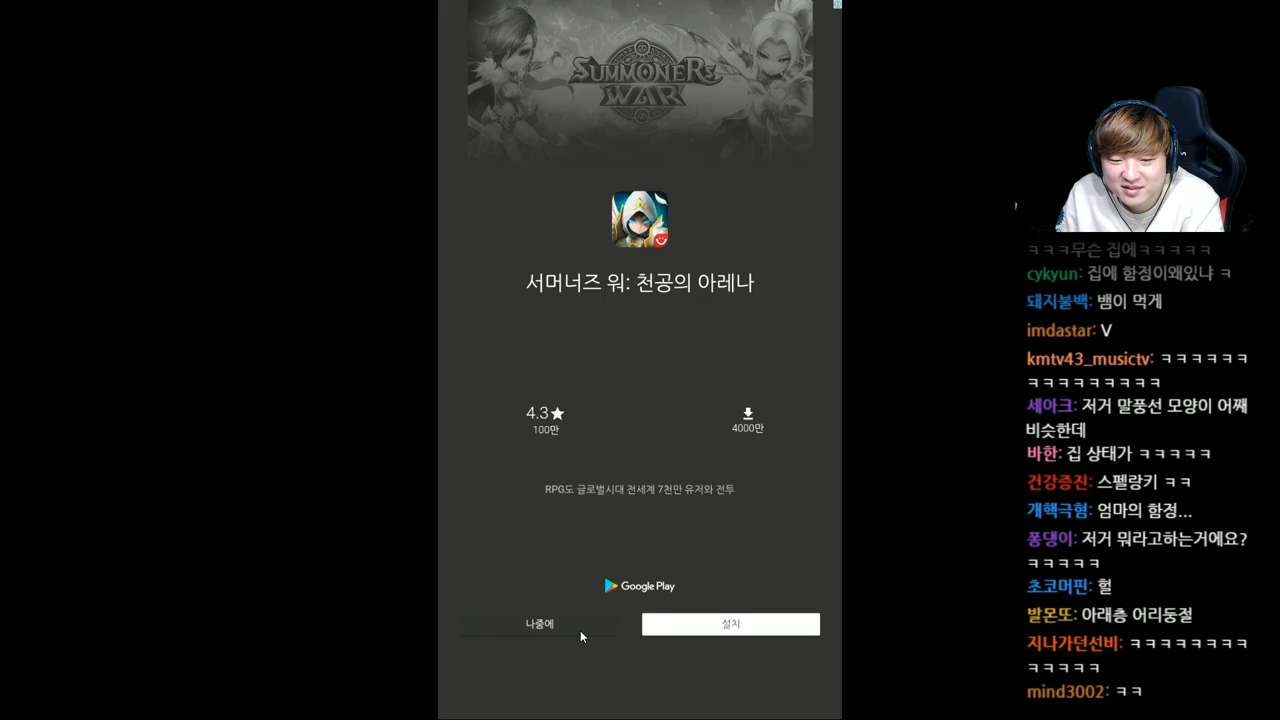 SUMMONERS
WAR
서머너즈 워: 천공의 아레나
4.3★
100만
4000만
RPG도 글로벌시대 전세계 7천만 유저와 전투
Google Play
나중에
설치
ㅋㅋㅋ무슨 집에ㅋㅋㅋㅋㅋ
cykyun: 집에 함정이왜있냐 ㅋ
돼지불백: 뱀이 먹게
imdastar: V
kmtv43_musictv: ㅋㅋㅋㅋㅋㅋ
ㅋㅋㅋㅋㅋㅋㅋㅋㅋ
세아크: 저거 말풍선 모양이 어째
비슷한데
바한: 집 상태가 ㅋㅋㅋㅋㅋ
건강증진: 스펠랑키 ㅋㅋ
개핵극혐: 엄마의 함정...
퐁댕이: 저거 뭐라고하는거에요?
ㅋㅋㅋㅋㅋ
초코머핀: 헐
발몬또: 아래층 어리둥절
지나가던선비: ㅋㅋㅋㅋㅋㅋㅋㅋ
ㅋㅋㅋㅋㅋ
mind3002: ㅋㅋ